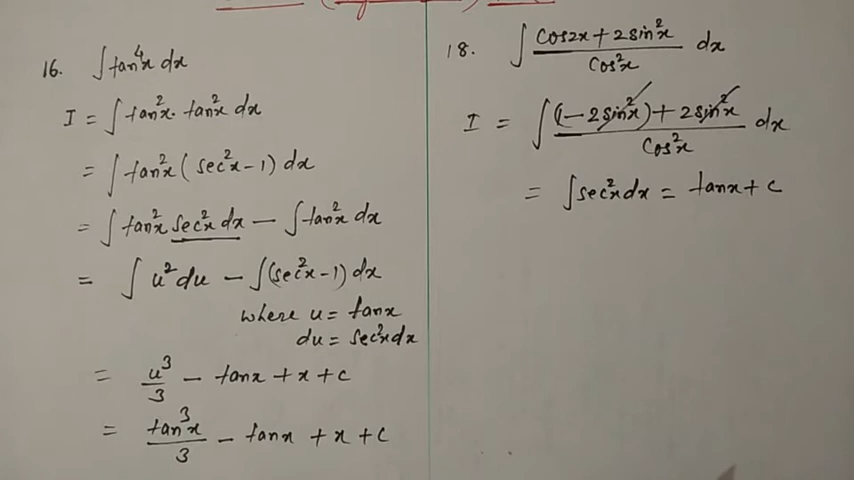 16. ∫ tan⁴x dx
I = ∫ tan²x · tan²x dx
= ∫ tan²x (sec²x − 1) dx
= ∫ tan²x sec²x dx − ∫ tan²x dx
= ∫ u² du − ∫ (sec²x − 1) dx
where u = tanx
du = sec²x dx
= u³/3 − tanx + x + c
= tan³x/3 − tanx + x + c
18. ∫ (cos2x + 2sin²x)/cos²x dx
I = ∫ ((1 − 2sin²x) + 2sin²x)/cos²x dx
= ∫ sec²x dx = tanx + c